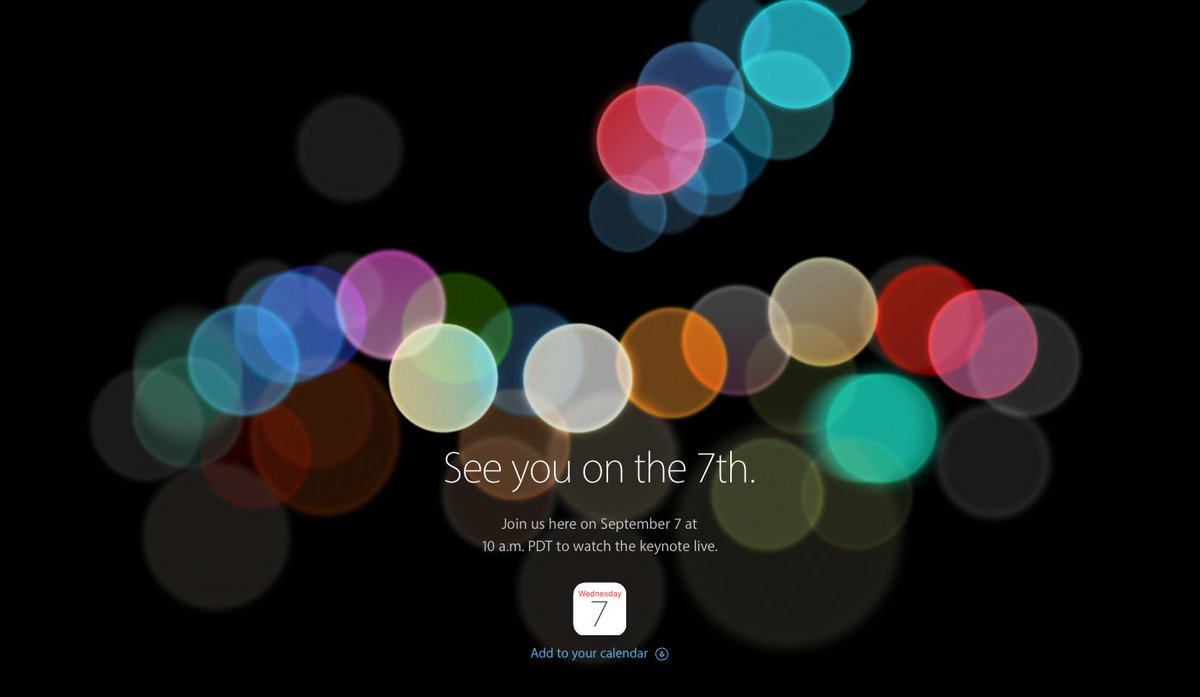 See you on the 7th.
Join us here on September 7 at
10 a.m. PDT to watch the keynote live.
Wednesday
7
Add to your calendar